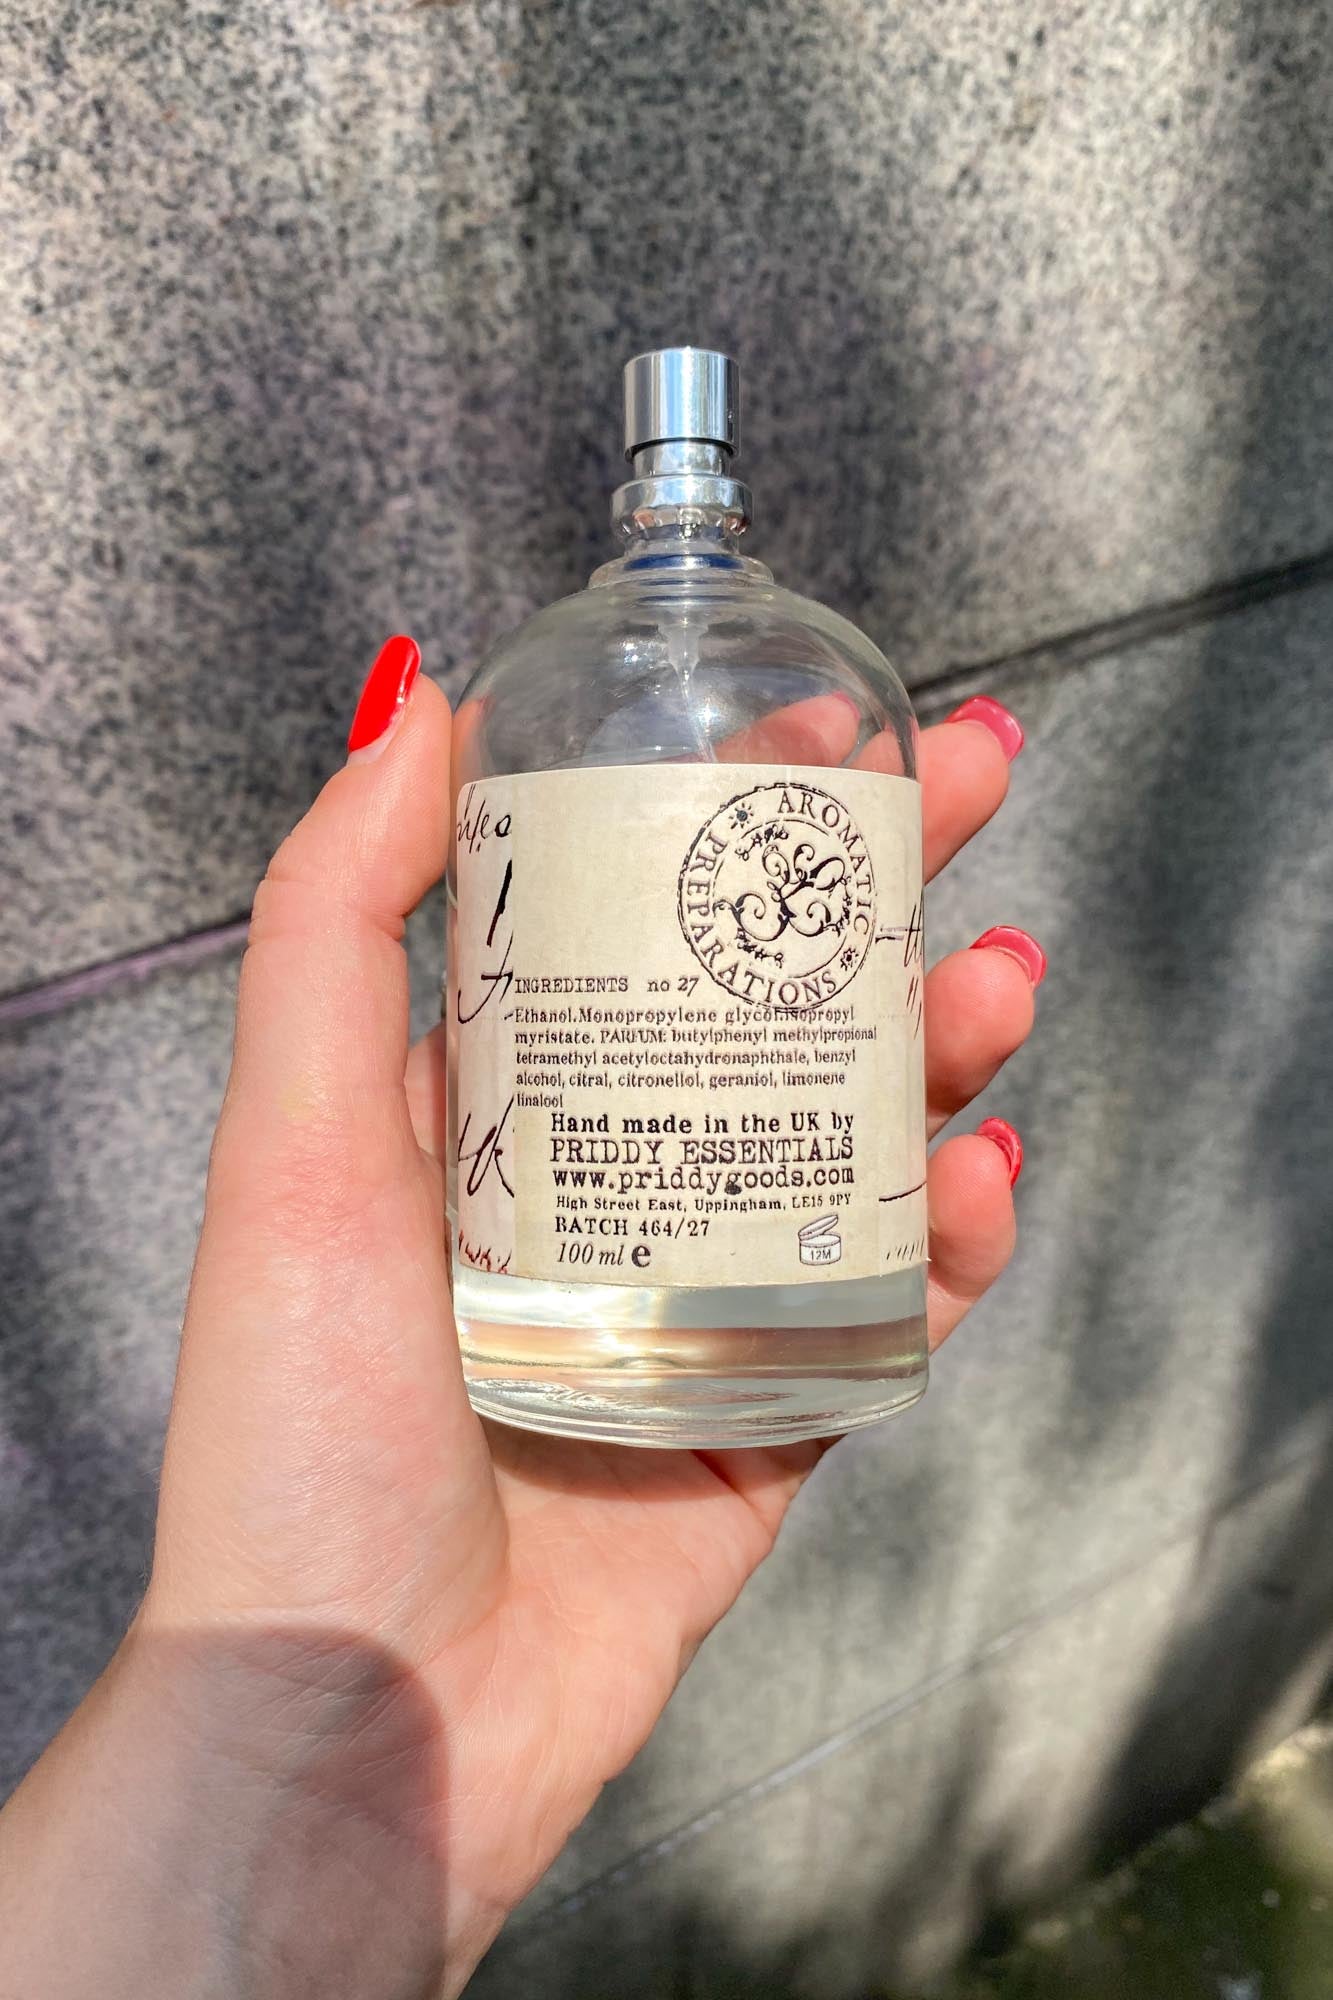 AROMATIC PREPARATIONS
INGREDIENTS no 27
Ethanol.Monopropylene glycol.isopropyl
myristate. PARFUM: butylphenyl methylpropional
tetramethyl acetyloctahydronaphthale, benzyl
alcohol, citral, citronellol, geraniol, limonene
linalool
Hand made in the UK by
PRIDDY ESSENTIALS
www.priddygoods.com
High Street East, Uppingham, LE15 9PY
BATCH 464/27
100 ml e
12M